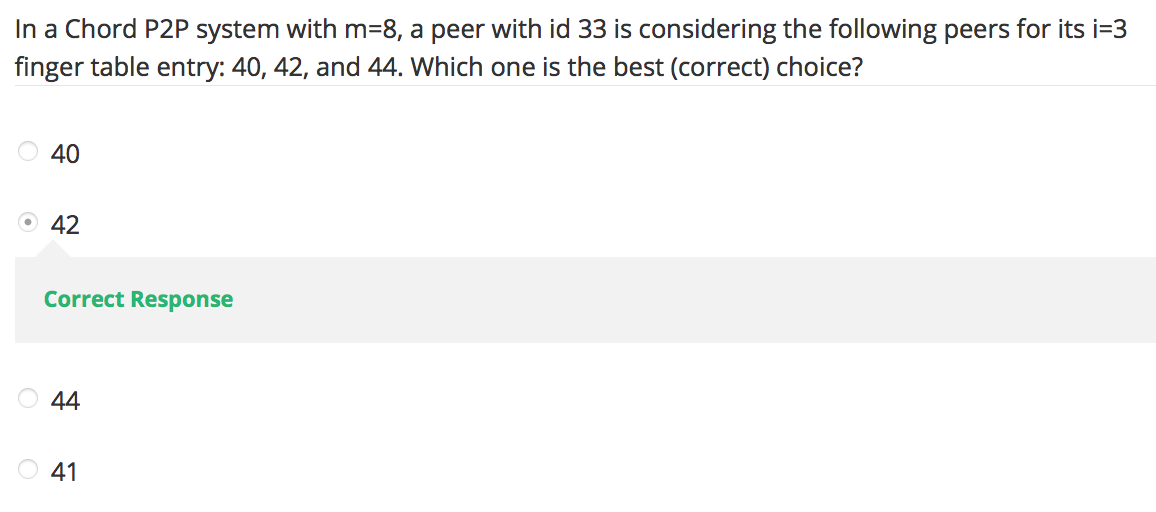 In a Chord P2P system with m=8, a peer with id 33 is considering the following peers for its i=3
finger table entry: 40, 42, and 44. Which one is the best (correct) choice?
40
42
Correct Response
44
41